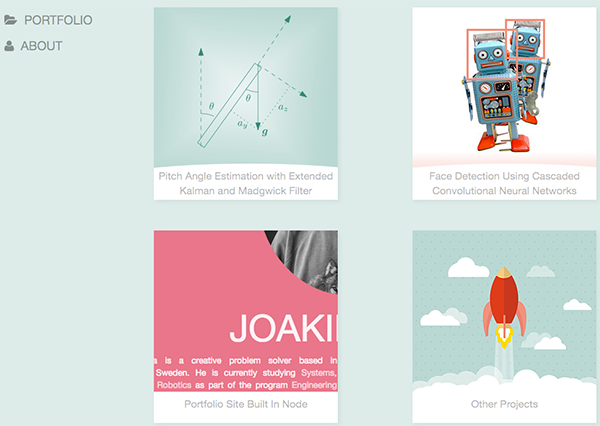 PORTFOLIO
ABOUT
θ
θ
a_x
a_y
g
Pitch Angle Estimation with Extended
Kalman and Madgwick Filter
Face Detection Using Cascaded
Convolutional Neural Networks
JOAKI
a is a creative problem solver based in
Sweden. He is currently studying Systems,
Robotics as part of the program Engineering
Portfolio Site Built In Node
Other Projects